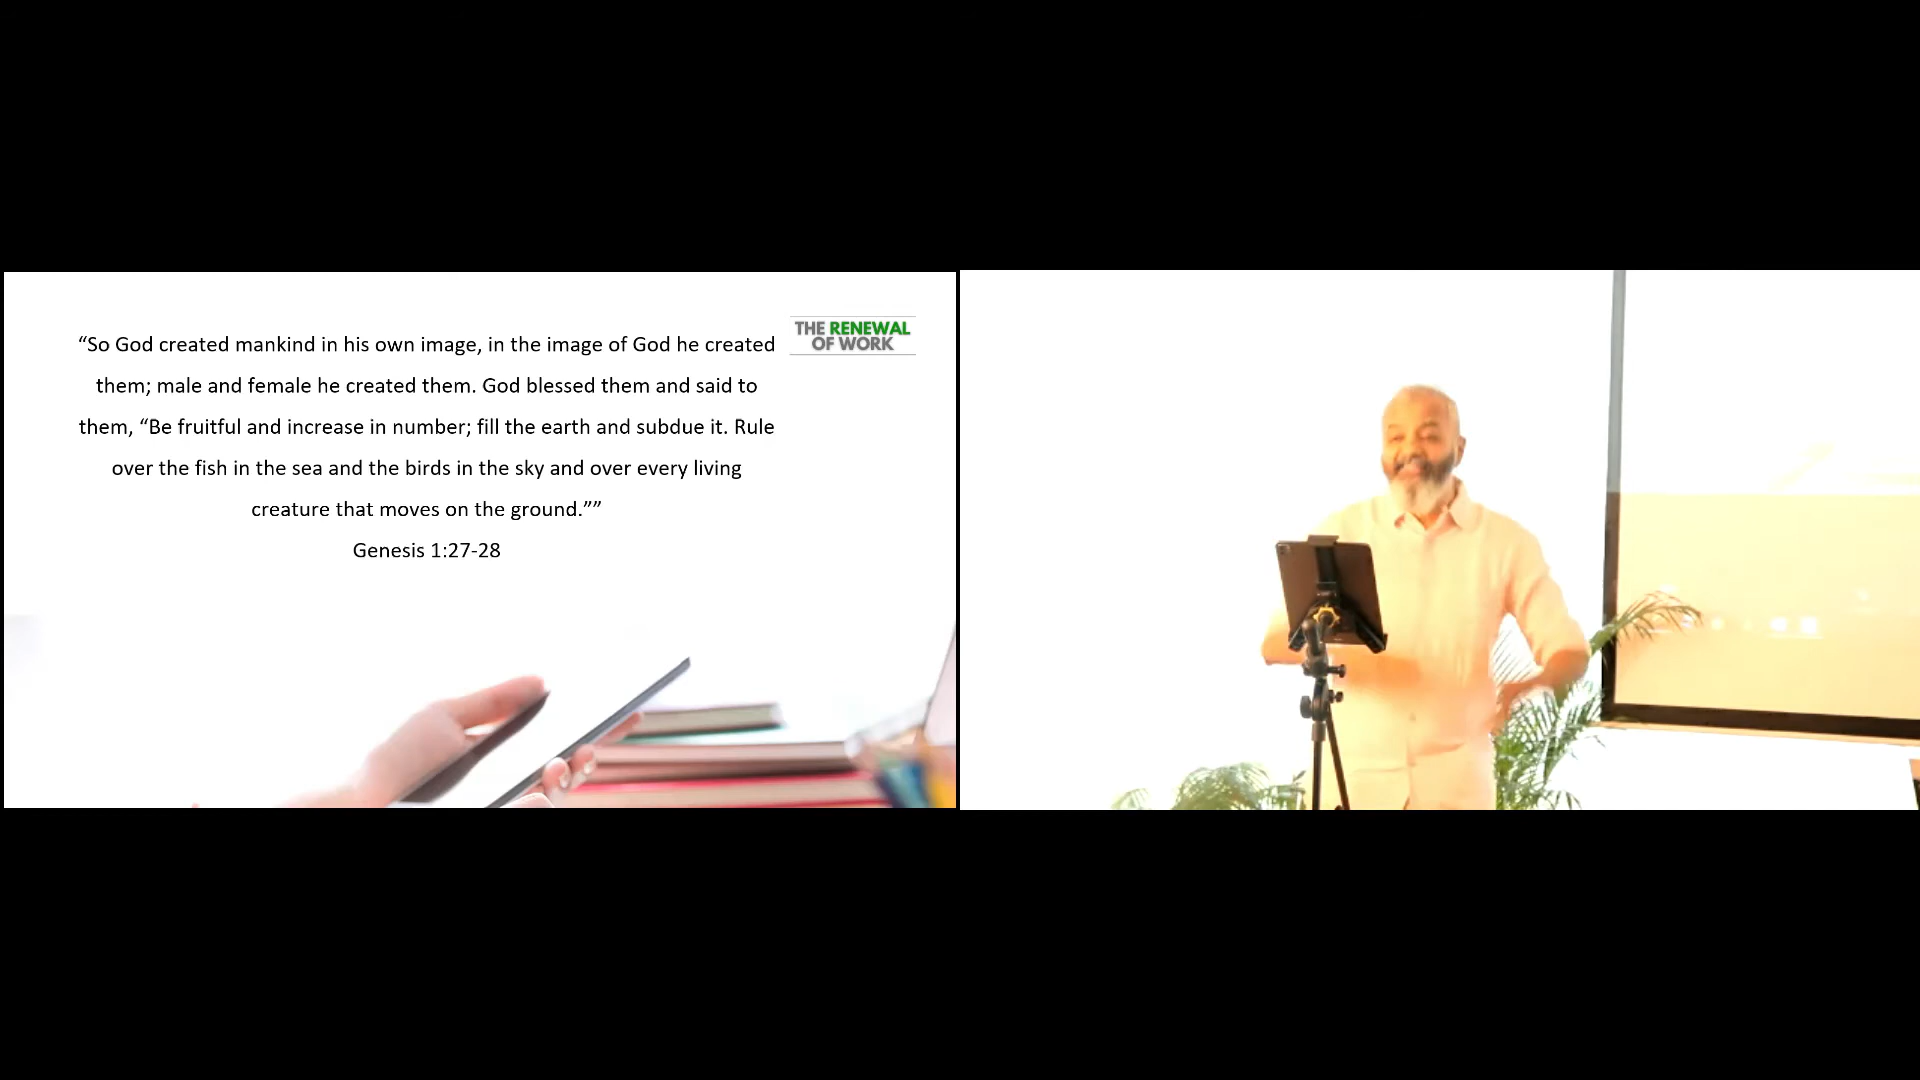 “So God created mankind in his own image, in the image of God he created
them; male and female he created them. God blessed them and said to
them, “Be fruitful and increase in number; fill the earth and subdue it. Rule
over the fish in the sea and the birds in the sky and over every living
creature that moves on the ground.””
Genesis 1:27-28
THE RENEWAL
OF WORK